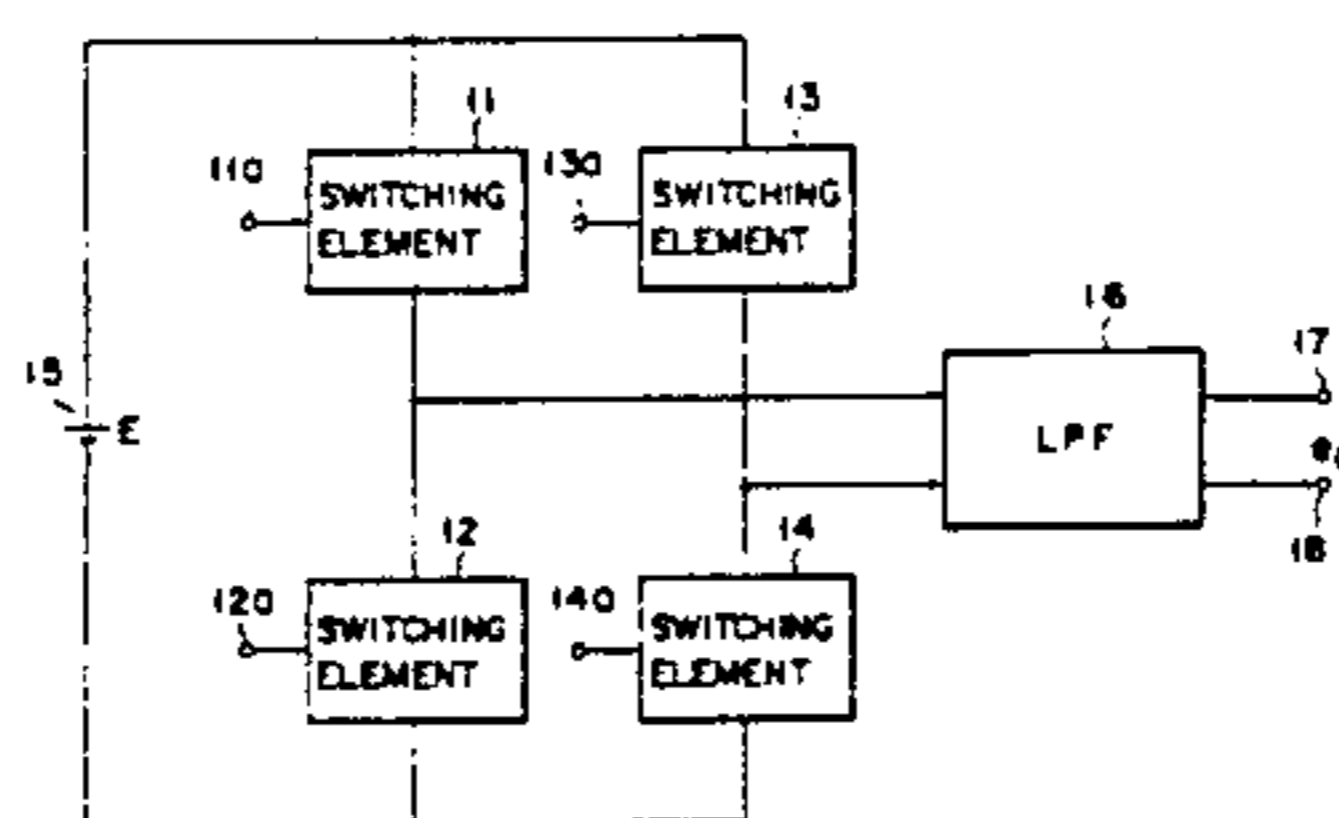 11
13
110
SWITCHING
ELEMENT
130
SWITCHING
ELEMENT
16
17
15
E
LPF
18
12
14
120
SWITCHING
ELEMENT
140
SWITCHING
ELEMENT